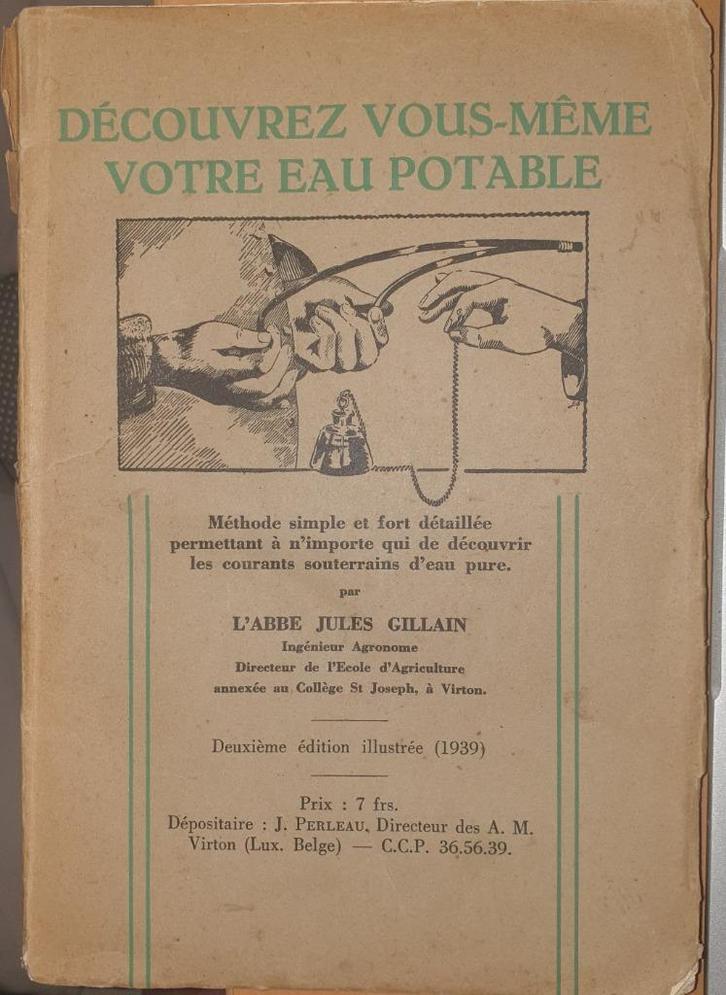 DÉCOUVREZ VOUS-MÊME
VOTRE EAU POTABLE
Méthode simple et fort détaillée
permettant à n'importe qui de découvrir
les courants souterrains d'eau pure.
par
L'ABBE JULES GILLAIN
Ingénieur Agronome
Directeur de l'Ecole d'Agriculture
annexée au Collège St Joseph, à Virton.
Deuxième édition illustrée (1939)
Prix : 7 frs.
Dépositaire : J. PERLEAU, Directeur des A. M.
Virton (Lux. Belge) — C.C.P. 36.56.39.